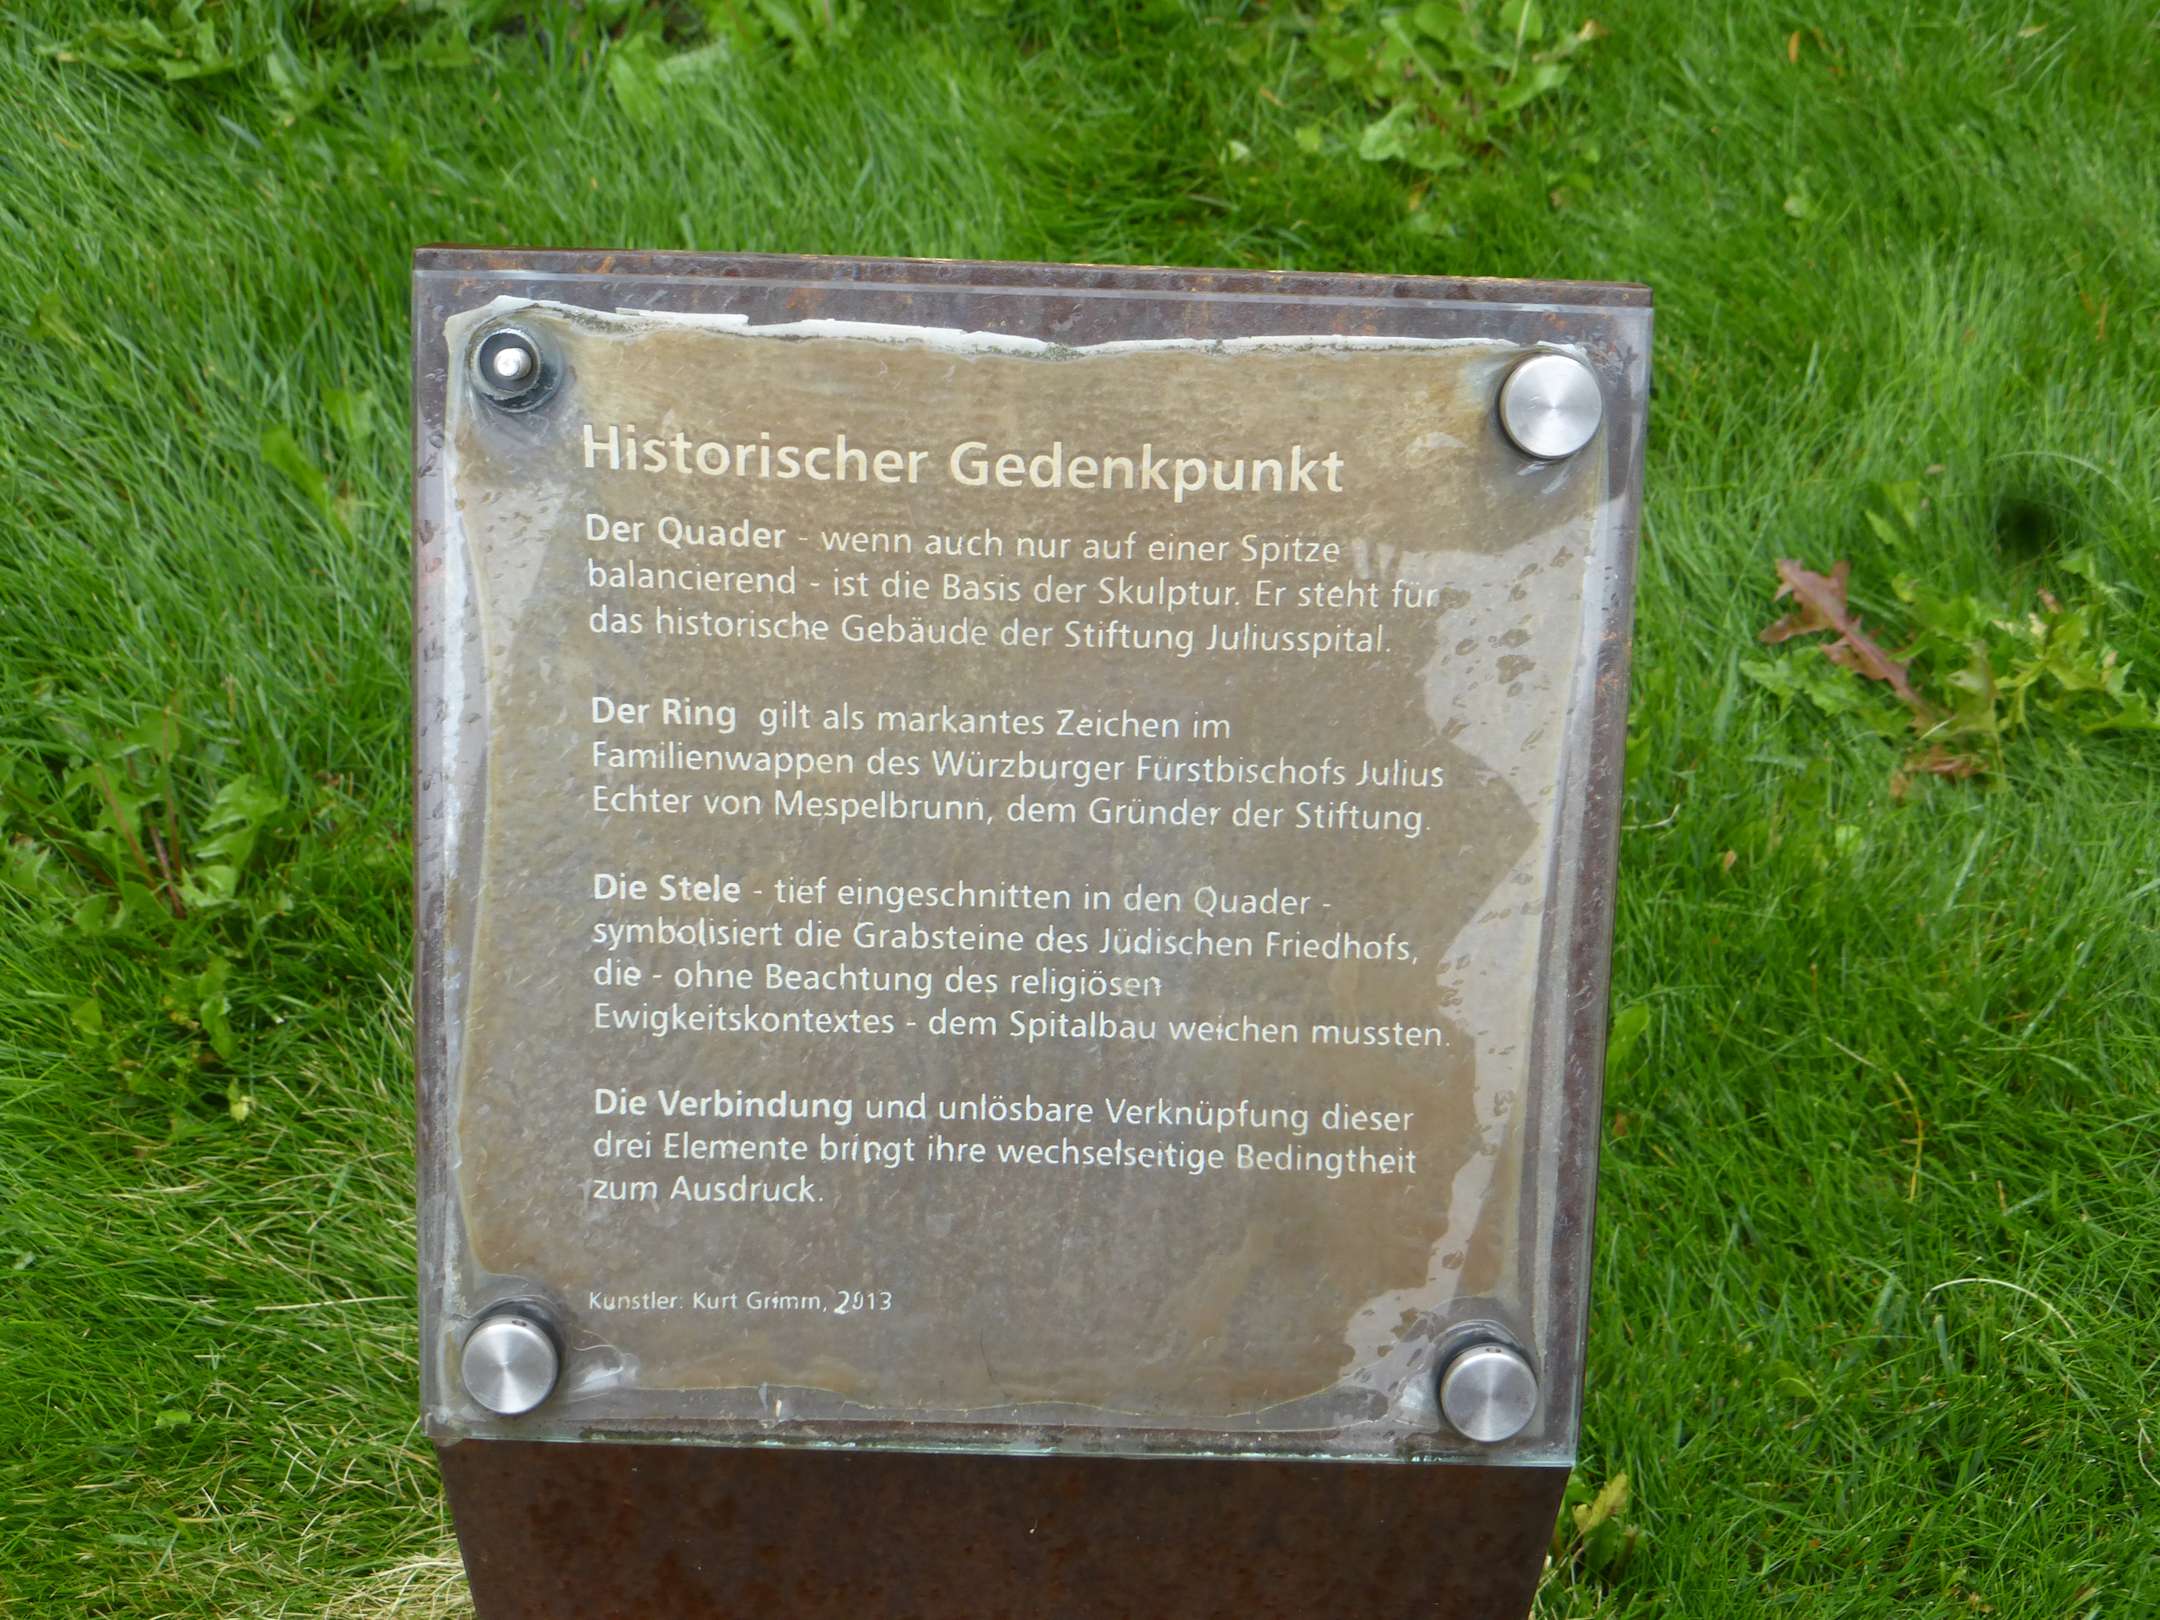 Historischer Gedenkpunkt
Der Quader - wenn auch nur auf einer Spitze
balancierend - ist die Basis der Skulptur. Er steht für
das historische Gebäude der Stiftung Juliusspital.
Der Ring gilt als markantes Zeichen im
Familienwappen des Würzburger Fürstbischofs Julius
Echter von Mespelbrunn, dem Gründer der Stiftung.
Die Stele - tief eingeschnitten in den Quader -
symbolisiert die Grabsteine des Jüdischen Friedhofs,
die - ohne Beachtung des religiösen
Ewigkeitskontextes - dem Spitalbau weichen mussten.
Die Verbindung und unlösbare Verknüpfung dieser
drei Elemente bringt ihre wechselseitige Bedingtheit
zum Ausdruck.
Künstler: Kurt Grimm, 2013